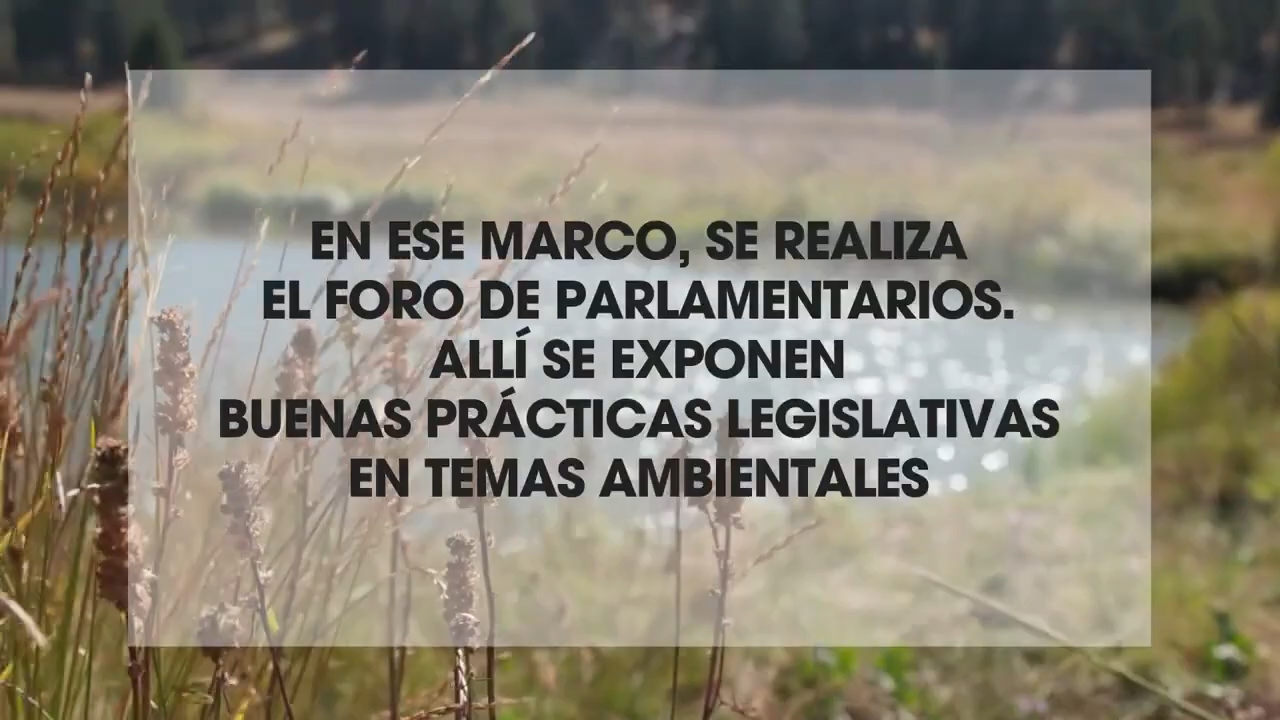 EN ESE MARCO, SE REALIZA
EL FORO DE PARLAMENTARIOS.
ALLÍ SE EXPONEN
BUENAS PRÁCTICAS LEGISLATIVAS
EN TEMAS AMBIENTALES